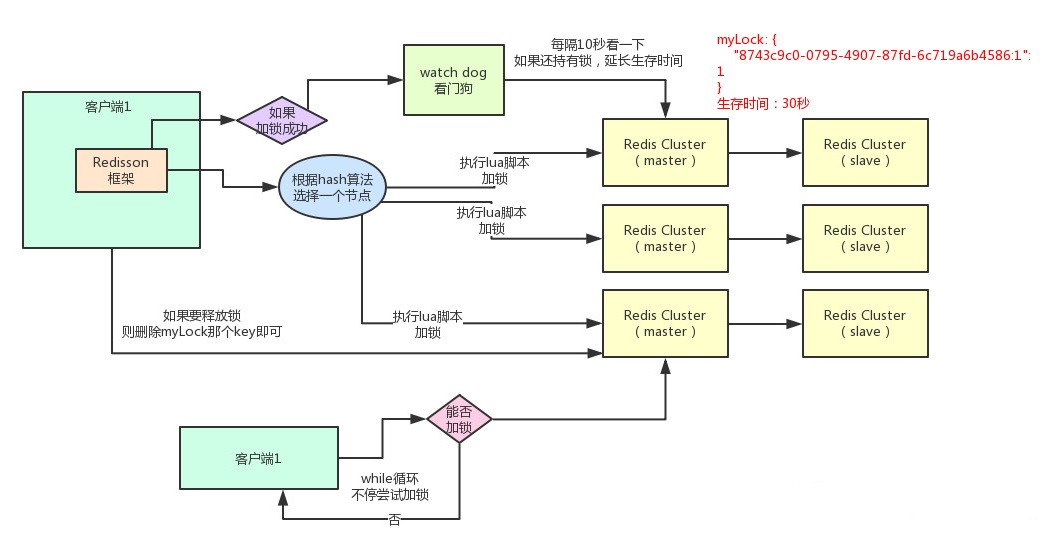 每隔10秒看一下
如果还持有锁，延长生存时间
myLock: {
"8743c9c0-0795-4907-87fd-6c719a6b4586:1":
1
}
生存时间：30秒
watch dog
看门狗
客户端1
如果
加锁成功
Redisson
框架
根据hash算法
选择一个节点
执行lua脚本
加锁
Redis Cluster
（ master ）
Redis Cluster
（ slave ）
执行lua脚本
加锁
Redis Cluster
（ master ）
Redis Cluster
（ slave ）
如果要释放锁
则删除myLock那个key即可
执行lua脚本
加锁
Redis Cluster
（ master ）
Redis Cluster
（ slave ）
能否
加锁
客户端1
while循环
不停尝试加锁
否